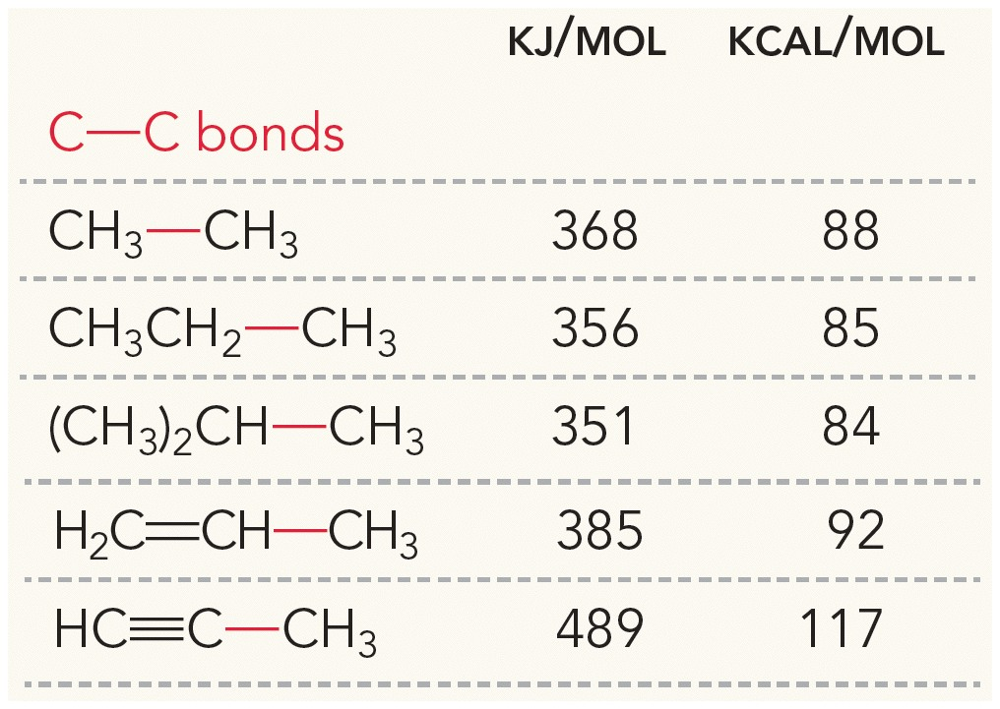 KJ/MOL KCAL/MOL
C—C bonds
CH₃—CH₃ 368 88
CH₃CH₂—CH₃ 356 85
(CH₃)₂CH—CH₃ 351 84
H₂C=CH—CH₃ 385 92
HC≡C—CH₃ 489 117